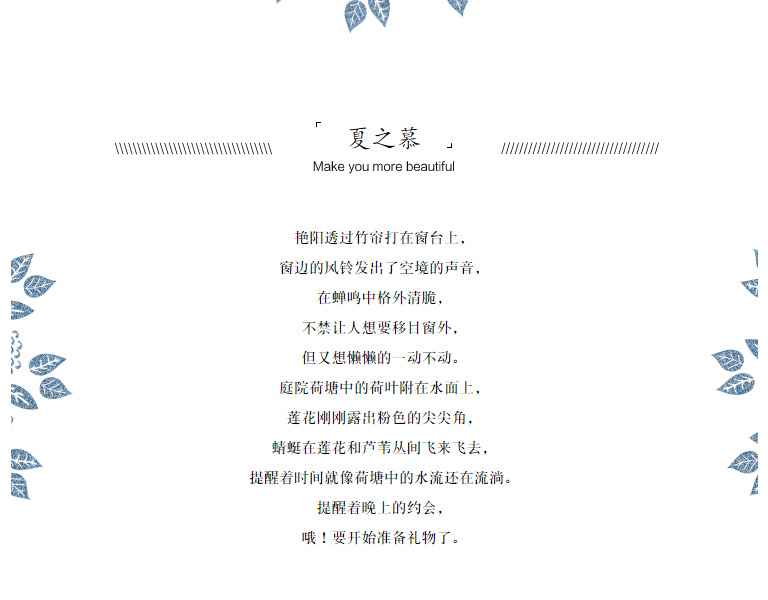 夏之慕
Make you more beautiful
艳阳透过竹帘打在窗台上，
窗边的风铃发出了空境的声音，
在蝉鸣中格外清脆，
不禁让人想要移目窗外，
但又想懒懒的一动不动。
庭院荷塘中的荷叶附在水面上，
莲花刚刚露出粉色的尖尖角，
蜻蜓在莲花和芦苇丛间飞来飞去，
提醒着时间就像荷塘中的水流还在流淌。
提醒着晚上的约会，
哦！要开始准备礼物了。